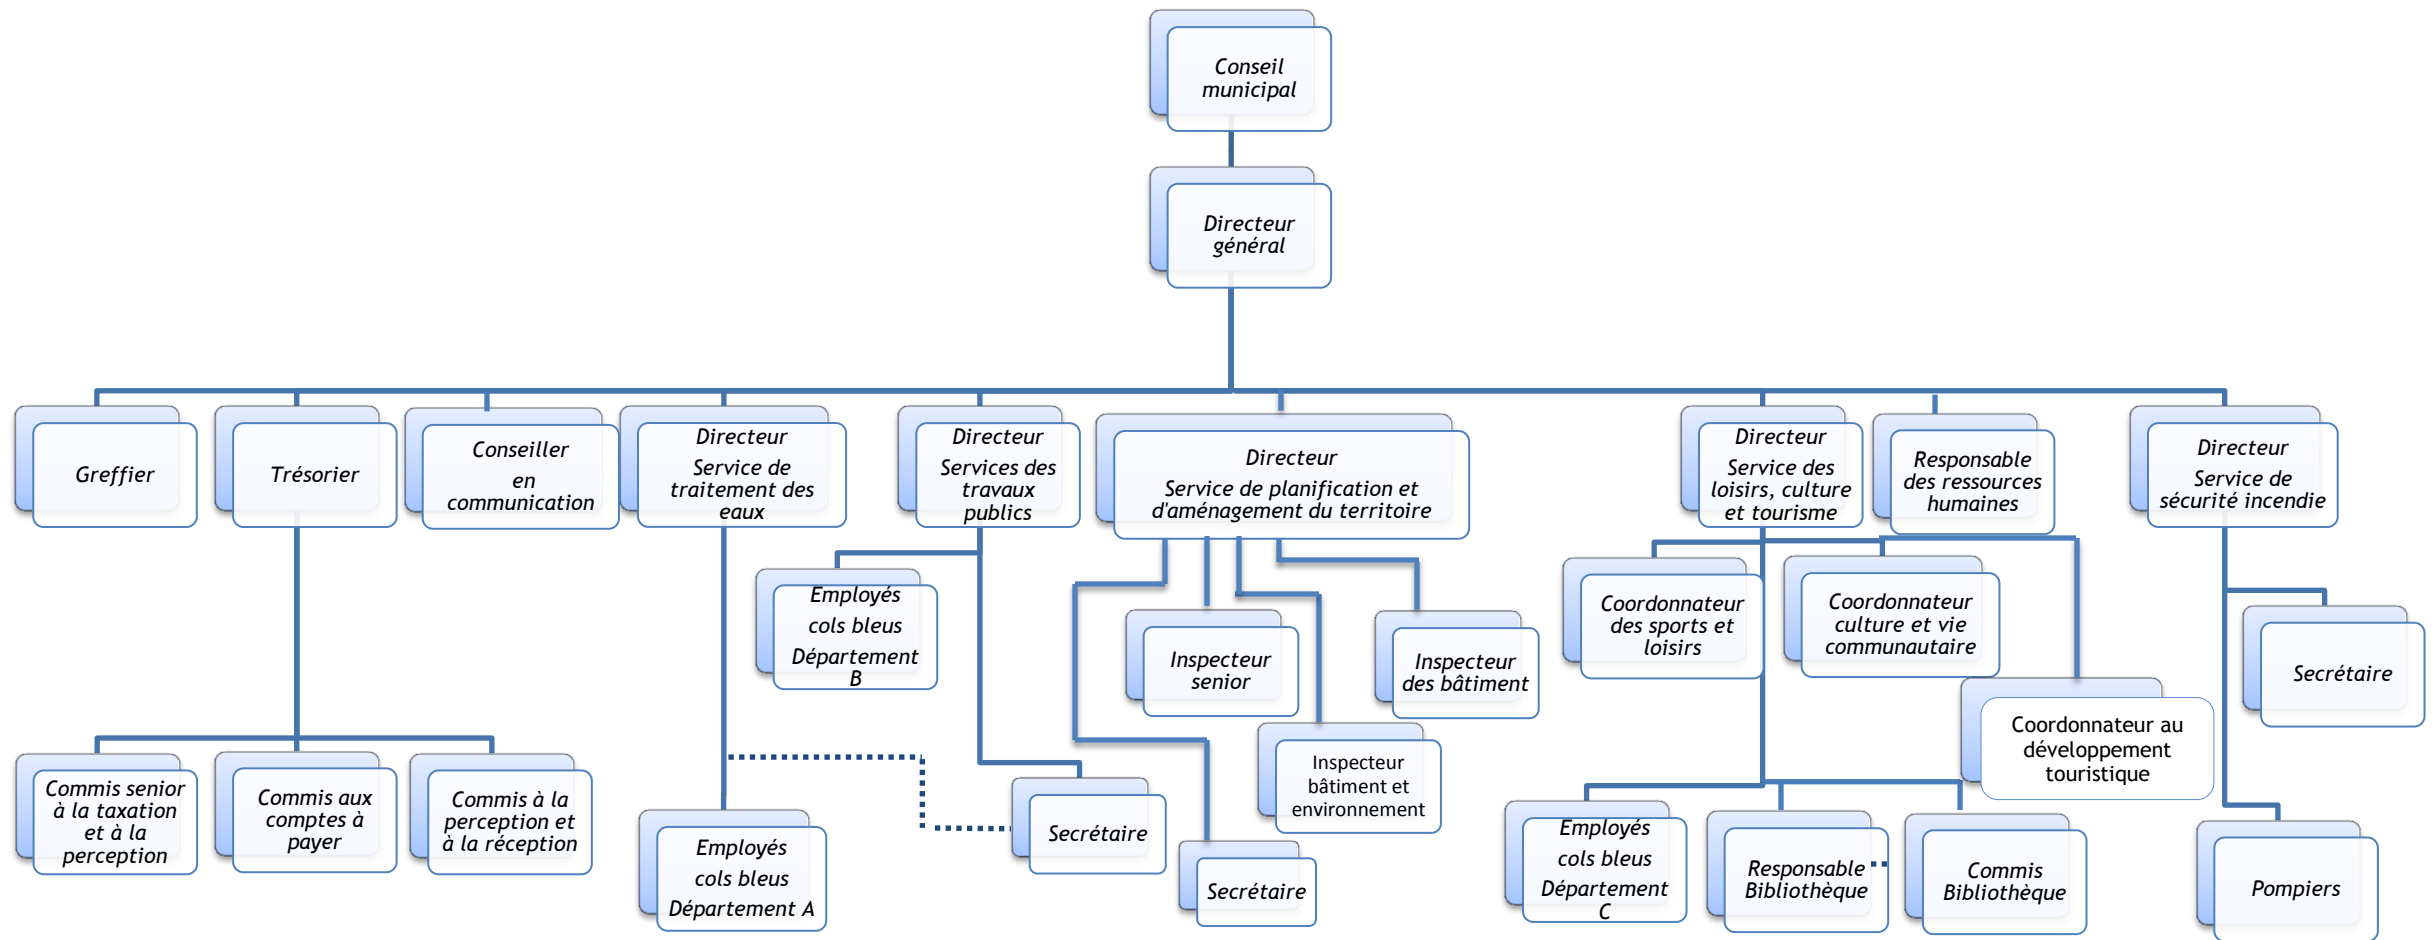 Conseil
municipal
Directeur
général
Greffier
Trésorier
Conseiller
en
communication
Directeur
Service de
traitement des
eaux
Directeur
Services des
travaux
publics
Directeur
Service de planification et
d'aménagement du territoire
Directeur
Service des
loisirs, culture
et tourisme
Responsable
des ressources
humaines
Directeur
Service de
sécurité incendie
Employés
cols bleus
Département
B
Inspecteur
senior
Inspecteur
des bâtiment
Coordonnateur
des sports et
loisirs
Coordonnateur
culture et vie
communautaire
Secrétaire
Coordonnateur au
développement
touristique
Inspecteur
bâtiment et
environnement
Commis senior
à la taxation
et à la
perception
Commis aux
comptes à
payer
Commis à la
perception et
à la réception
Employés
cols bleus
Département A
Secrétaire
Secrétaire
Employés
cols bleus
Département
C
Responsable
Bibliothèque
Commis
Bibliothèque
Pompiers